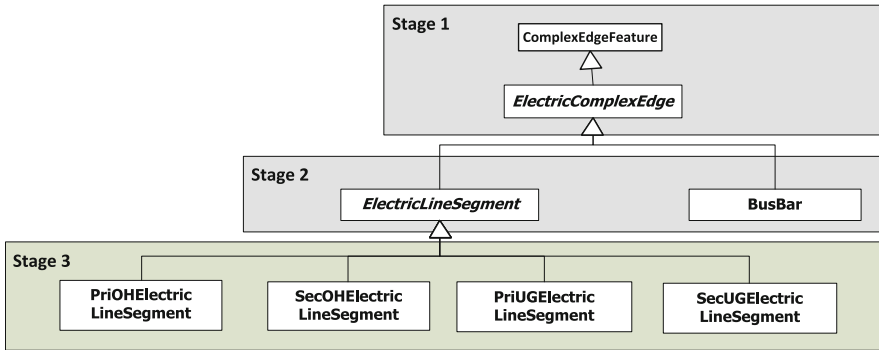 Stage 1
ComplexEdgeFeature
ElectricComplexEdge
Stage 2
ElectricLineSegment
BusBar
Stage 3
PriOHElectric
LineSegment
SecOHElectric
LineSegment
PriUGElectric
LineSegment
SecUGElectric
LineSegment